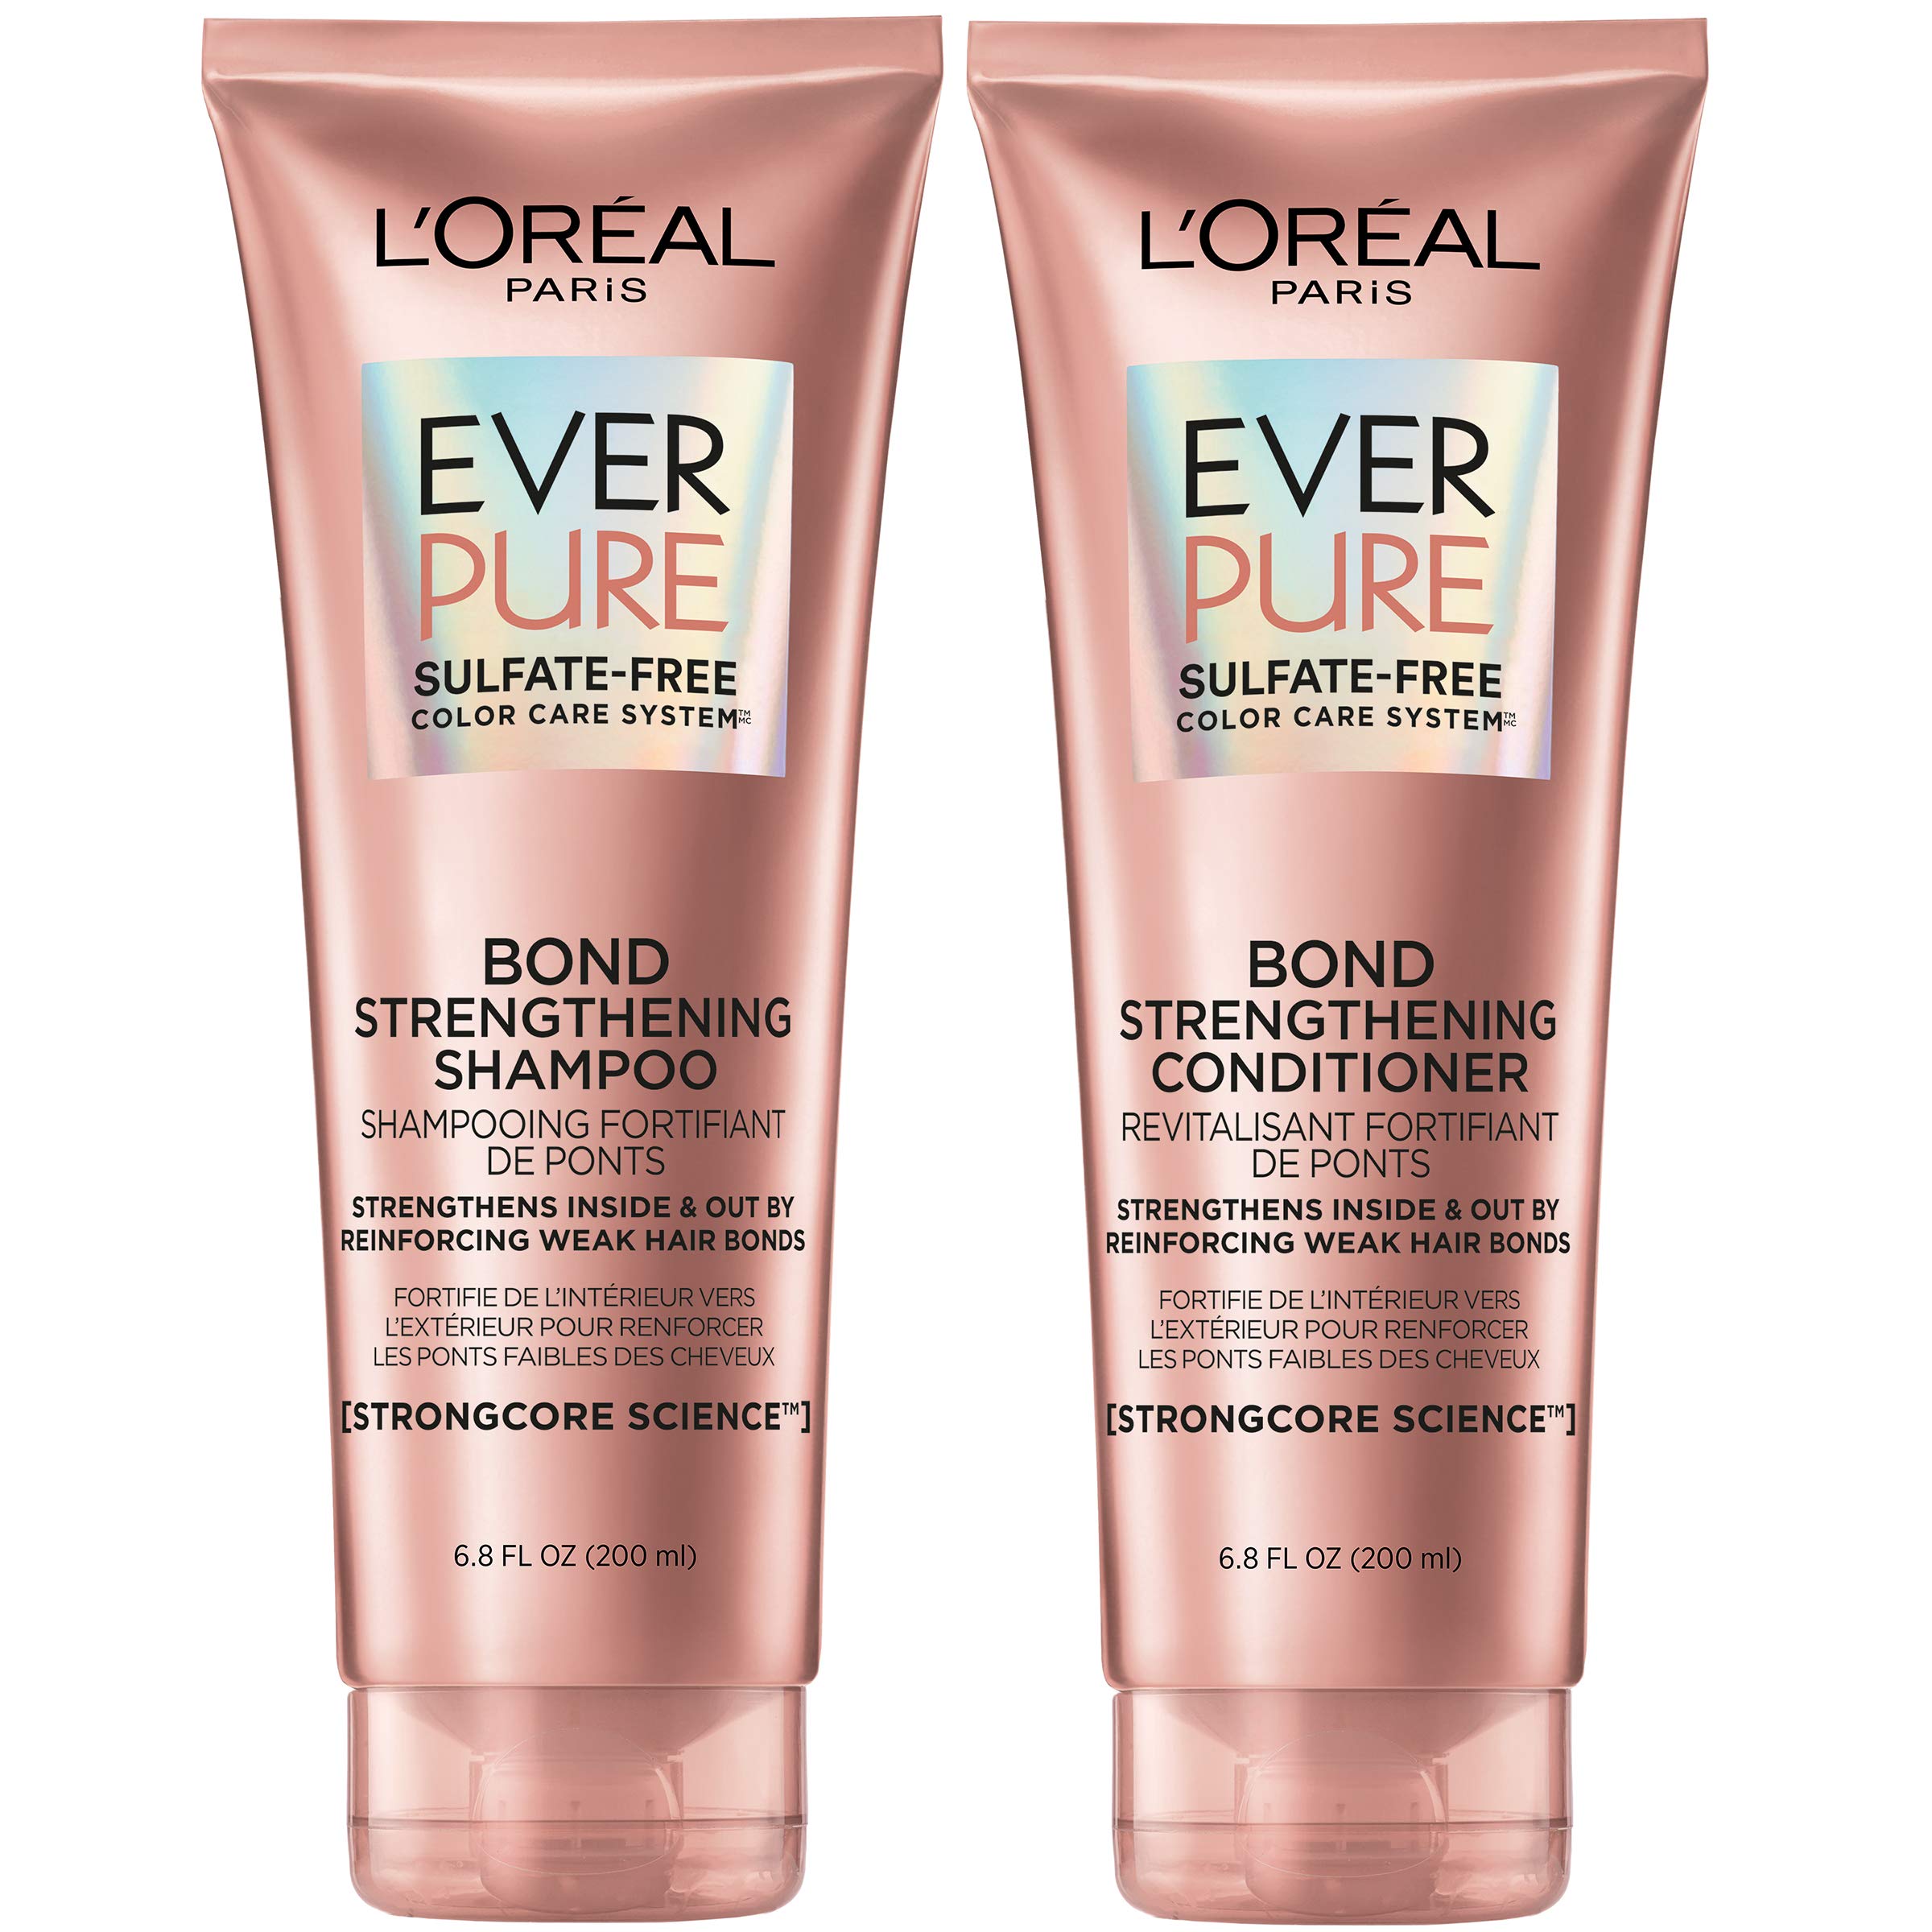 L'ORÉAL
PARiS
EVER
PURE
SULFATE-FREE
COLOR CARE SYSTEM™MC
BOND
STRENGTHENING
SHAMPOO
SHAMPOOING FORTIFIANT
DE PONTS
STRENGTHENS INSIDE & OUT BY
REINFORCING WEAK HAIR BONDS
FORTIFIE DE L'INTÉRIEUR VERS
L'EXTÉRIEUR POUR RENFORCER
LES PONTS FAIBLES DES CHEVEUX
[STRONGCORE SCIENCE™]
6.8 FL OZ (200 ml)
L'ORÉAL
PARiS
EVER
PURE
SULFATE-FREE
COLOR CARE SYSTEM™MC
BOND
STRENGTHENING
CONDITIONER
REVITALISANT FORTIFIANT
DE PONTS
STRENGTHENS INSIDE & OUT BY
REINFORCING WEAK HAIR BONDS
FORTIFIE DE L'INTÉRIEUR VERS
L'EXTÉRIEUR POUR RENFORCER
LES PONTS FAIBLES DES CHEVEUX
[STRONGCORE SCIENCE™]
6.8 FL OZ (200 ml)